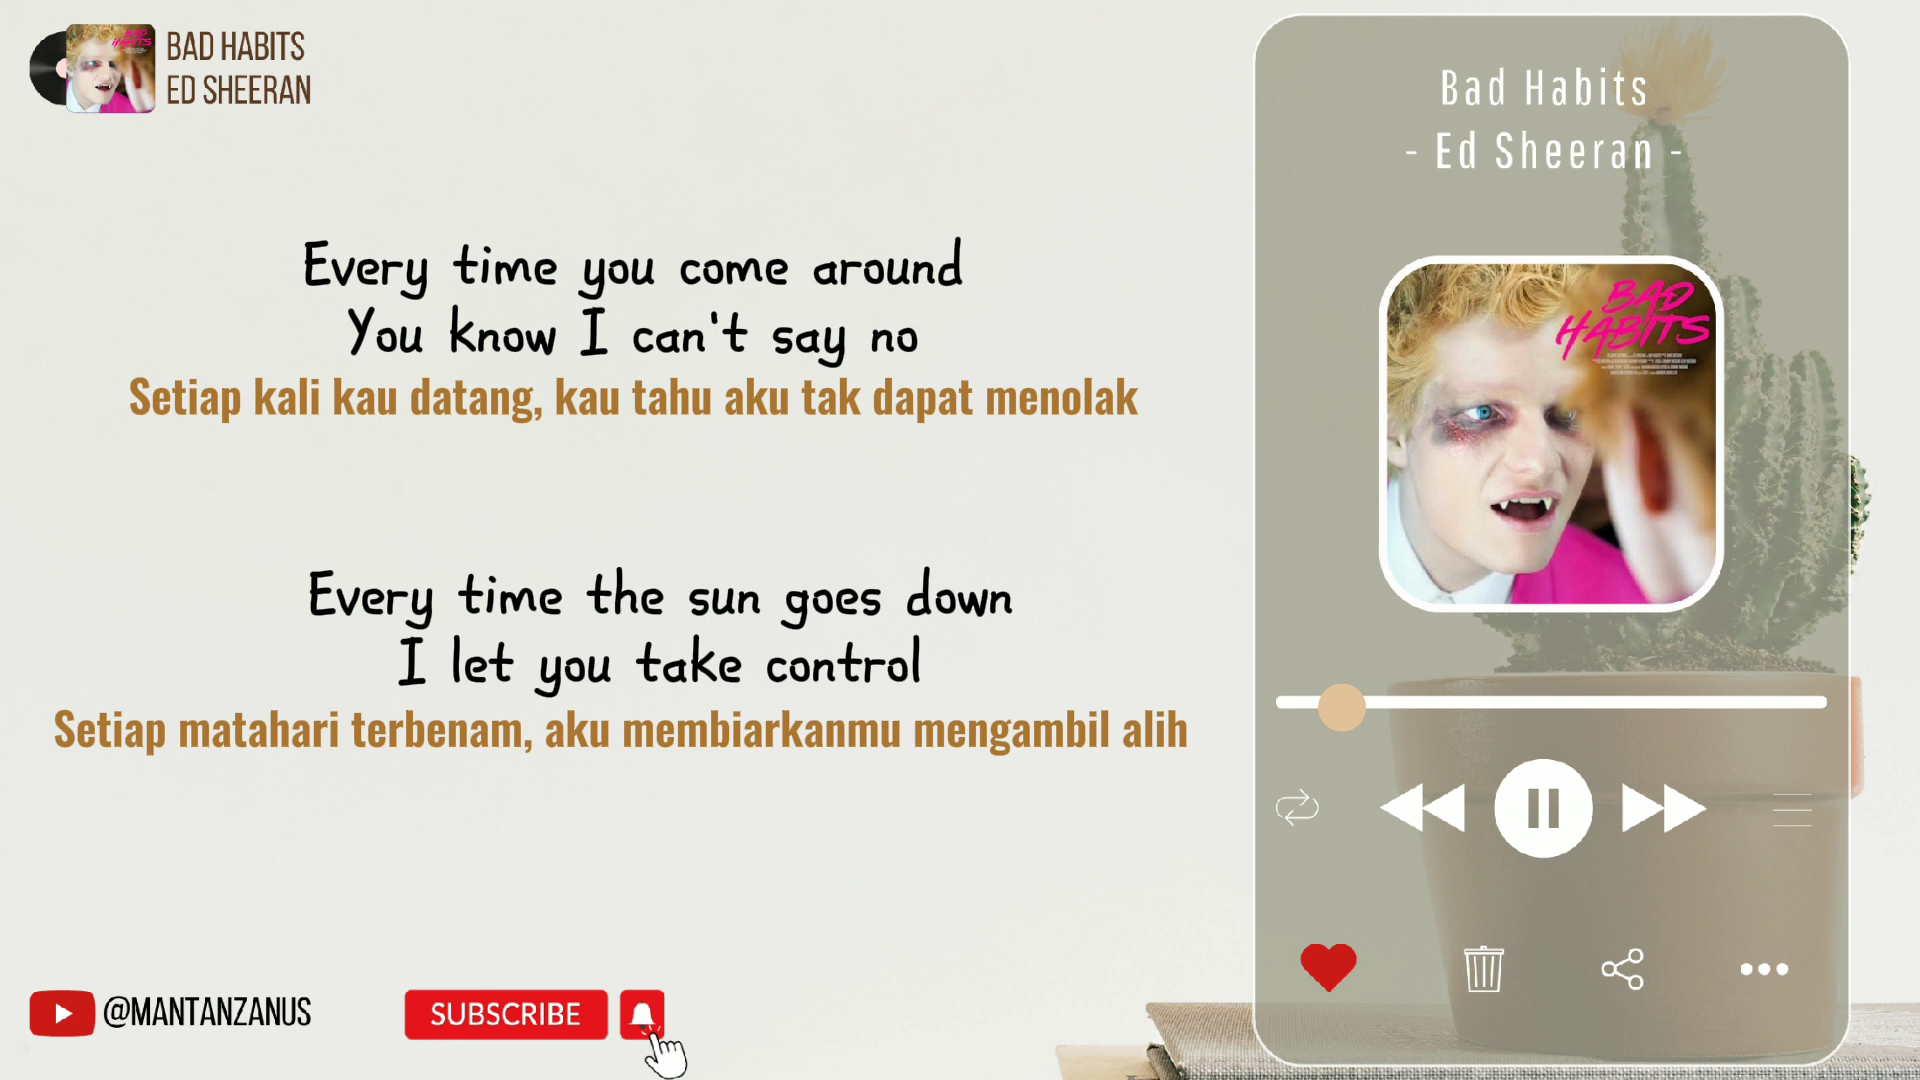 BAD HABITS
ED SHEERAN
Every time you come around
You know I can't say no
Setiap kali kau datang, kau tahu aku tak dapat menolak
Every time the sun goes down
I let you take control
Setiap matahari terbenam, aku membiarkanmu mengambil alih
@MANTANZANUS
SUBSCRIBE
Bad Habits
- Ed Sheeran -
BAD
HABITS